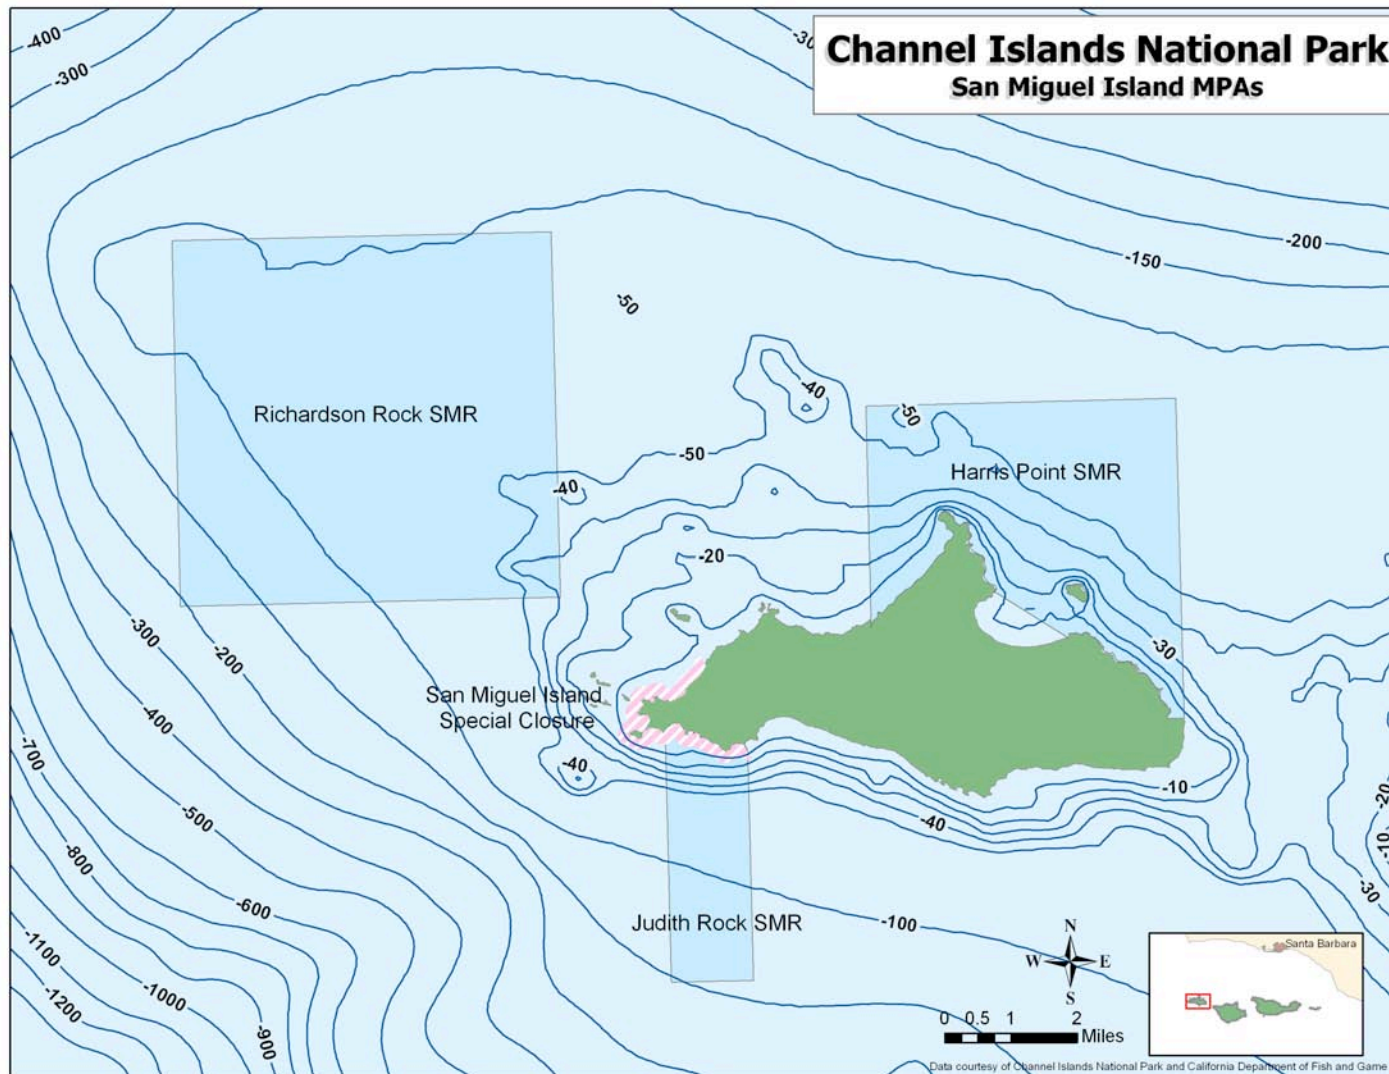 Channel Islands National Park
San Miguel Island MPAs
-400
-300
-200
-150
-50
Richardson Rock SMR
-40
-50
-50
Harris Point SMR
-40
-20
-30
-300
-200
San Miguel Island
Special Closure
-400
-700
-40
-10
-20
-500
-40
-10
-800
-30
-600
Judith Rock SMR
-100
-1100
-1000
-1200
-900
N
W E
S
0 0.5 1 2
Miles
Santa Barbara
Data courtesy of Channel Islands National Park and California Department of Fish and Game